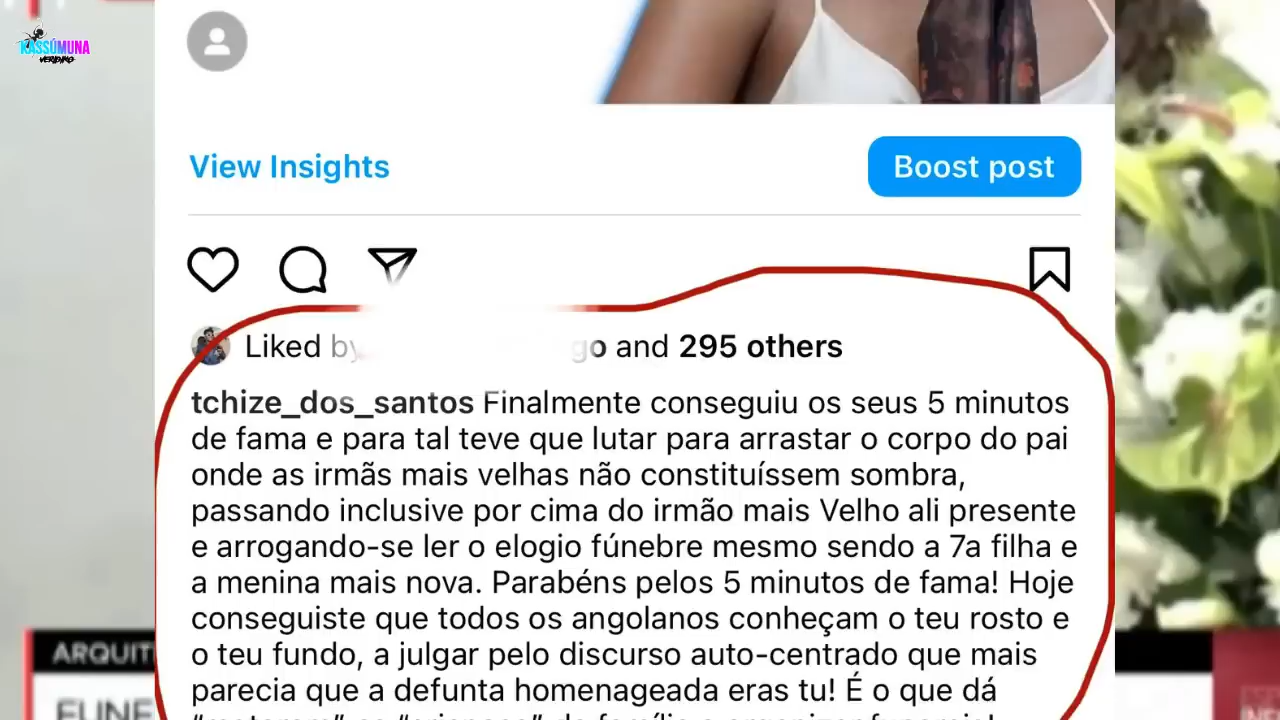 KASSÚMUNA
VERDIMO
View Insights
Boost post
Liked by go and 295 others
tchize_dos_santos Finalmente conseguiu os seus 5 minutos
de fama e para tal teve que lutar para arrastar o corpo do pai
onde as irmãs mais velhas não constituíssem sombra,
passando inclusive por cima do irmão mais Velho ali presente
e arrogando-se ler o elogio fúnebre mesmo sendo a 7a filha e
a menina mais nova. Parabéns pelos 5 minutos de fama! Hoje
conseguiste que todos os angolanos conheçam o teu rosto e
o teu fundo, a julgar pelo discurso auto-centrado que mais
parecia que a defunta homenageada eras tu! É o que dá
ARQUIT
FUNE